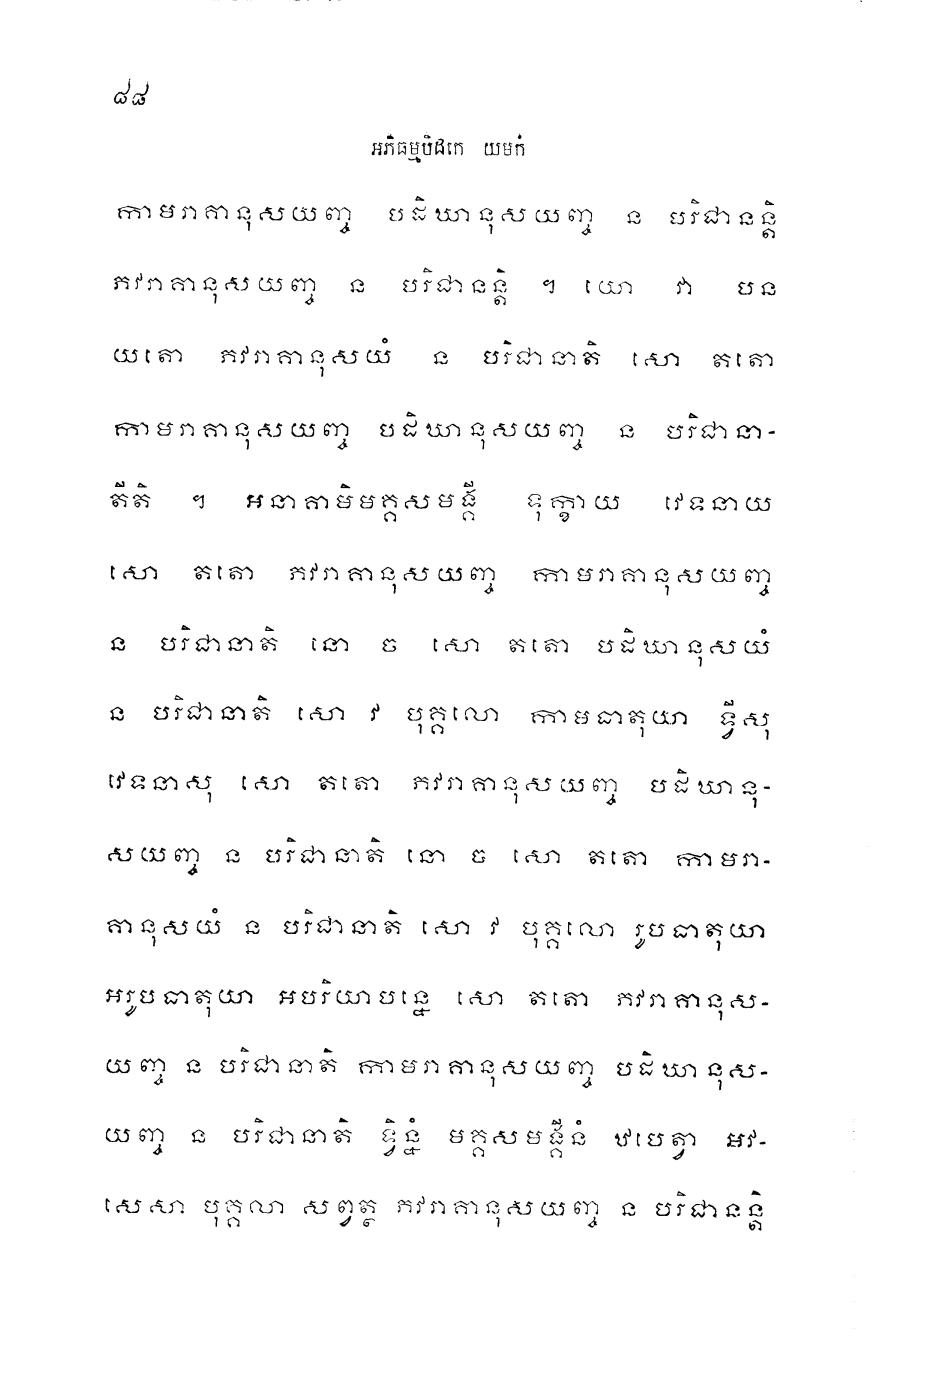 ៨៨
អភិធម្មបិដកេ យមកំ
កាមរាគានុសយញ្ច បដិឃានុសយញ្ច ន បរិជានន្តិ
ភវរាគានុសយញ្ច ន បរិជានន្តិ ។ យោ វា បន
យតោ ភវរាគានុសយំ ន បរិជានាតិ សោ តតោ
កាមរាគានុសយញ្ច បដិឃានុសយញ្ច ន បរិជានា-
តីតិ ។ អនាគាមិមគ្គសមង្គី ទុក្ខាយ វេទនាយ
សោ តតោ ភវរាគានុសយញ្ច កាមរាគានុសយញ្ច
ន បរិជានាតិ នោ ច សោ តតោ បដិឃានុសយំ
ន បរិជានាតិ សោ វ បុគ្គលោ កាមធាតុយា ទ្វីសុ
វេទនាសុ សោ តតោ ភវរាគានុសយញ្ច បដិឃានុ-
សយញ្ច ន បរិជានាតិ នោ ច សោ តតោ កាមរា-
គានុសយំ ន បរិជានាតិ សោ វ បុគ្គលោ រូបធាតុយា
អរូបធាតុយា អបរិយាបន្នេ សោ តតោ ភវរាគានុស-
យញ្ច ន បរិជានាតិ កាមរាគានុសយញ្ច បដិឃានុស-
យញ្ច ន បរិជានាតិ ទ្វិន្នំ មគ្គសមង្គីនំ ឋបេត្វា អវ-
សេសា បុគ្គលា សព្វត្ថ ភវរាគានុសយញ្ច ន បរិជានន្តិ